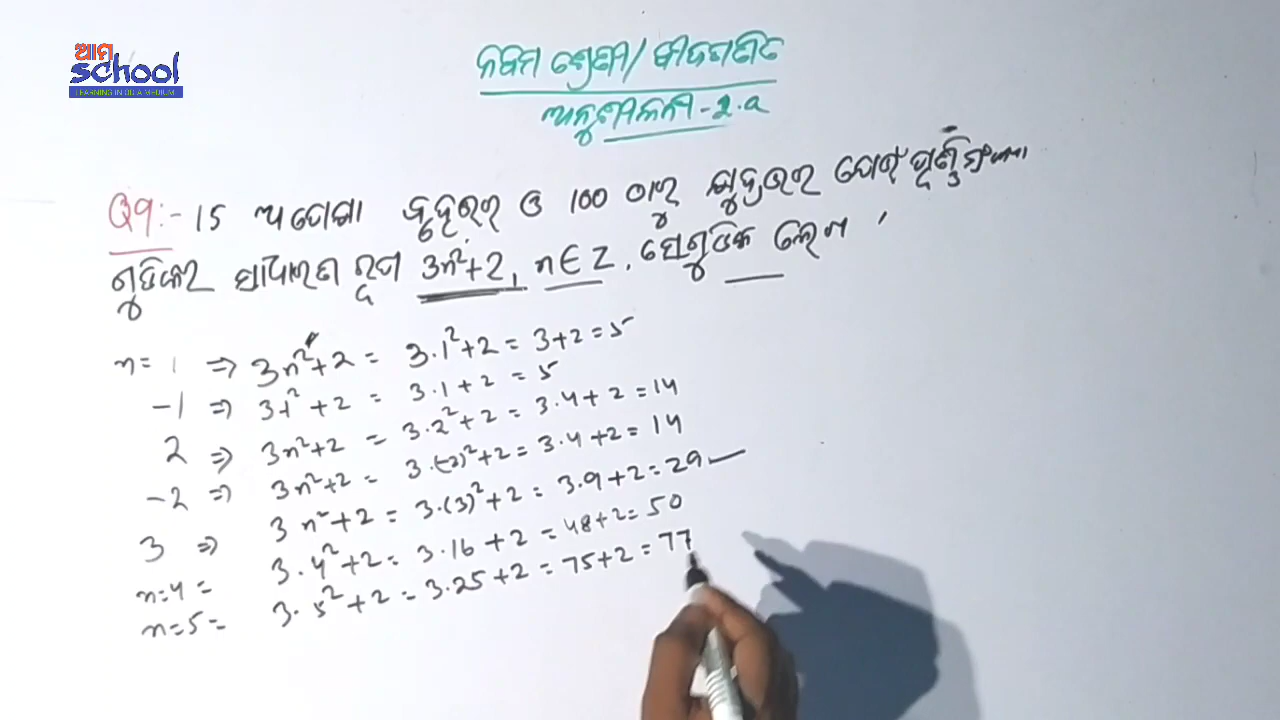 ଆମ
school
LEARNING IN ODIA MEDIUM
ନବମ ଶ୍ରେଣୀ / ବୀଜଗଣିତ
ଅନୁଶୀଳନୀ - 2.a
Q9:- 15 ଅପେକ୍ଷା ବୃହତ୍ତର ଓ 100 ଠାରୁ କ୍ଷୁଦ୍ରତର ଯେଉଁ ପୂର୍ଣ୍ଣସଂଖ୍ୟା
ଗୁଡିକର ସାଧାରଣ ରୂପ 3n²+2, n∈Z. ସେଗୁଡିକ ଲେଖ ।
n= 1 ⇒ 3n²+2 = 3·1²+2 = 3+2 = 5
-1 ⇒ 3-1² + 2 = 3·1 + 2 = 5
2 ⇒ 3n²+2 = 3·2²+2 = 3·4+2 = 14
-2 ⇒ 3n²+2 = 3·(-2)²+2 = 3·4+2 = 14
3 ⇒ 3n²+2 = 3·(3)²+2 = 3·9+2 = 29
n=4 = 3·4²+2 = 3·16+2 = 48+2 = 50
n=5 = 3·5²+2 = 3·25+2 = 75+2 = 77